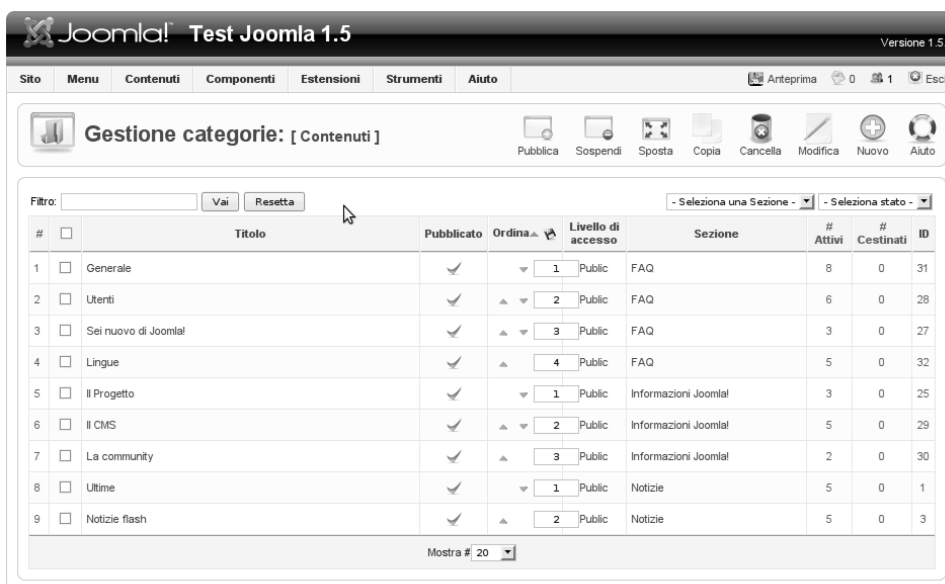 Joomla!™ Test Joomla 1.5
Versione 1.5
Sito Menu Contenuti Componenti Estensioni Strumenti Aiuto Anteprima 0 1 Esci
Gestione categorie: [ Contenuti ]
Pubblica Sospendi Sposta Copia Cancella Modifica Nuovo Aiuto
Filtro: Vai Resetta - Seleziona una Sezione - - Seleziona stato -
# Titolo Pubblicato Ordina Livello di accesso Sezione # Attivi # Cestinati ID
1 Generale 1 Public FAQ 8 0 31
2 Utenti 2 Public FAQ 6 0 28
3 Sei nuovo di Joomla! 3 Public FAQ 3 0 27
4 Lingue 4 Public FAQ 5 0 32
5 Il Progetto 1 Public Informazioni Joomla! 3 0 25
6 Il CMS 2 Public Informazioni Joomla! 5 0 29
7 La community 3 Public Informazioni Joomla! 2 0 30
8 Ultime 1 Public Notizie 5 0 1
9 Notizie flash 2 Public Notizie 5 0 3
Mostra # 20